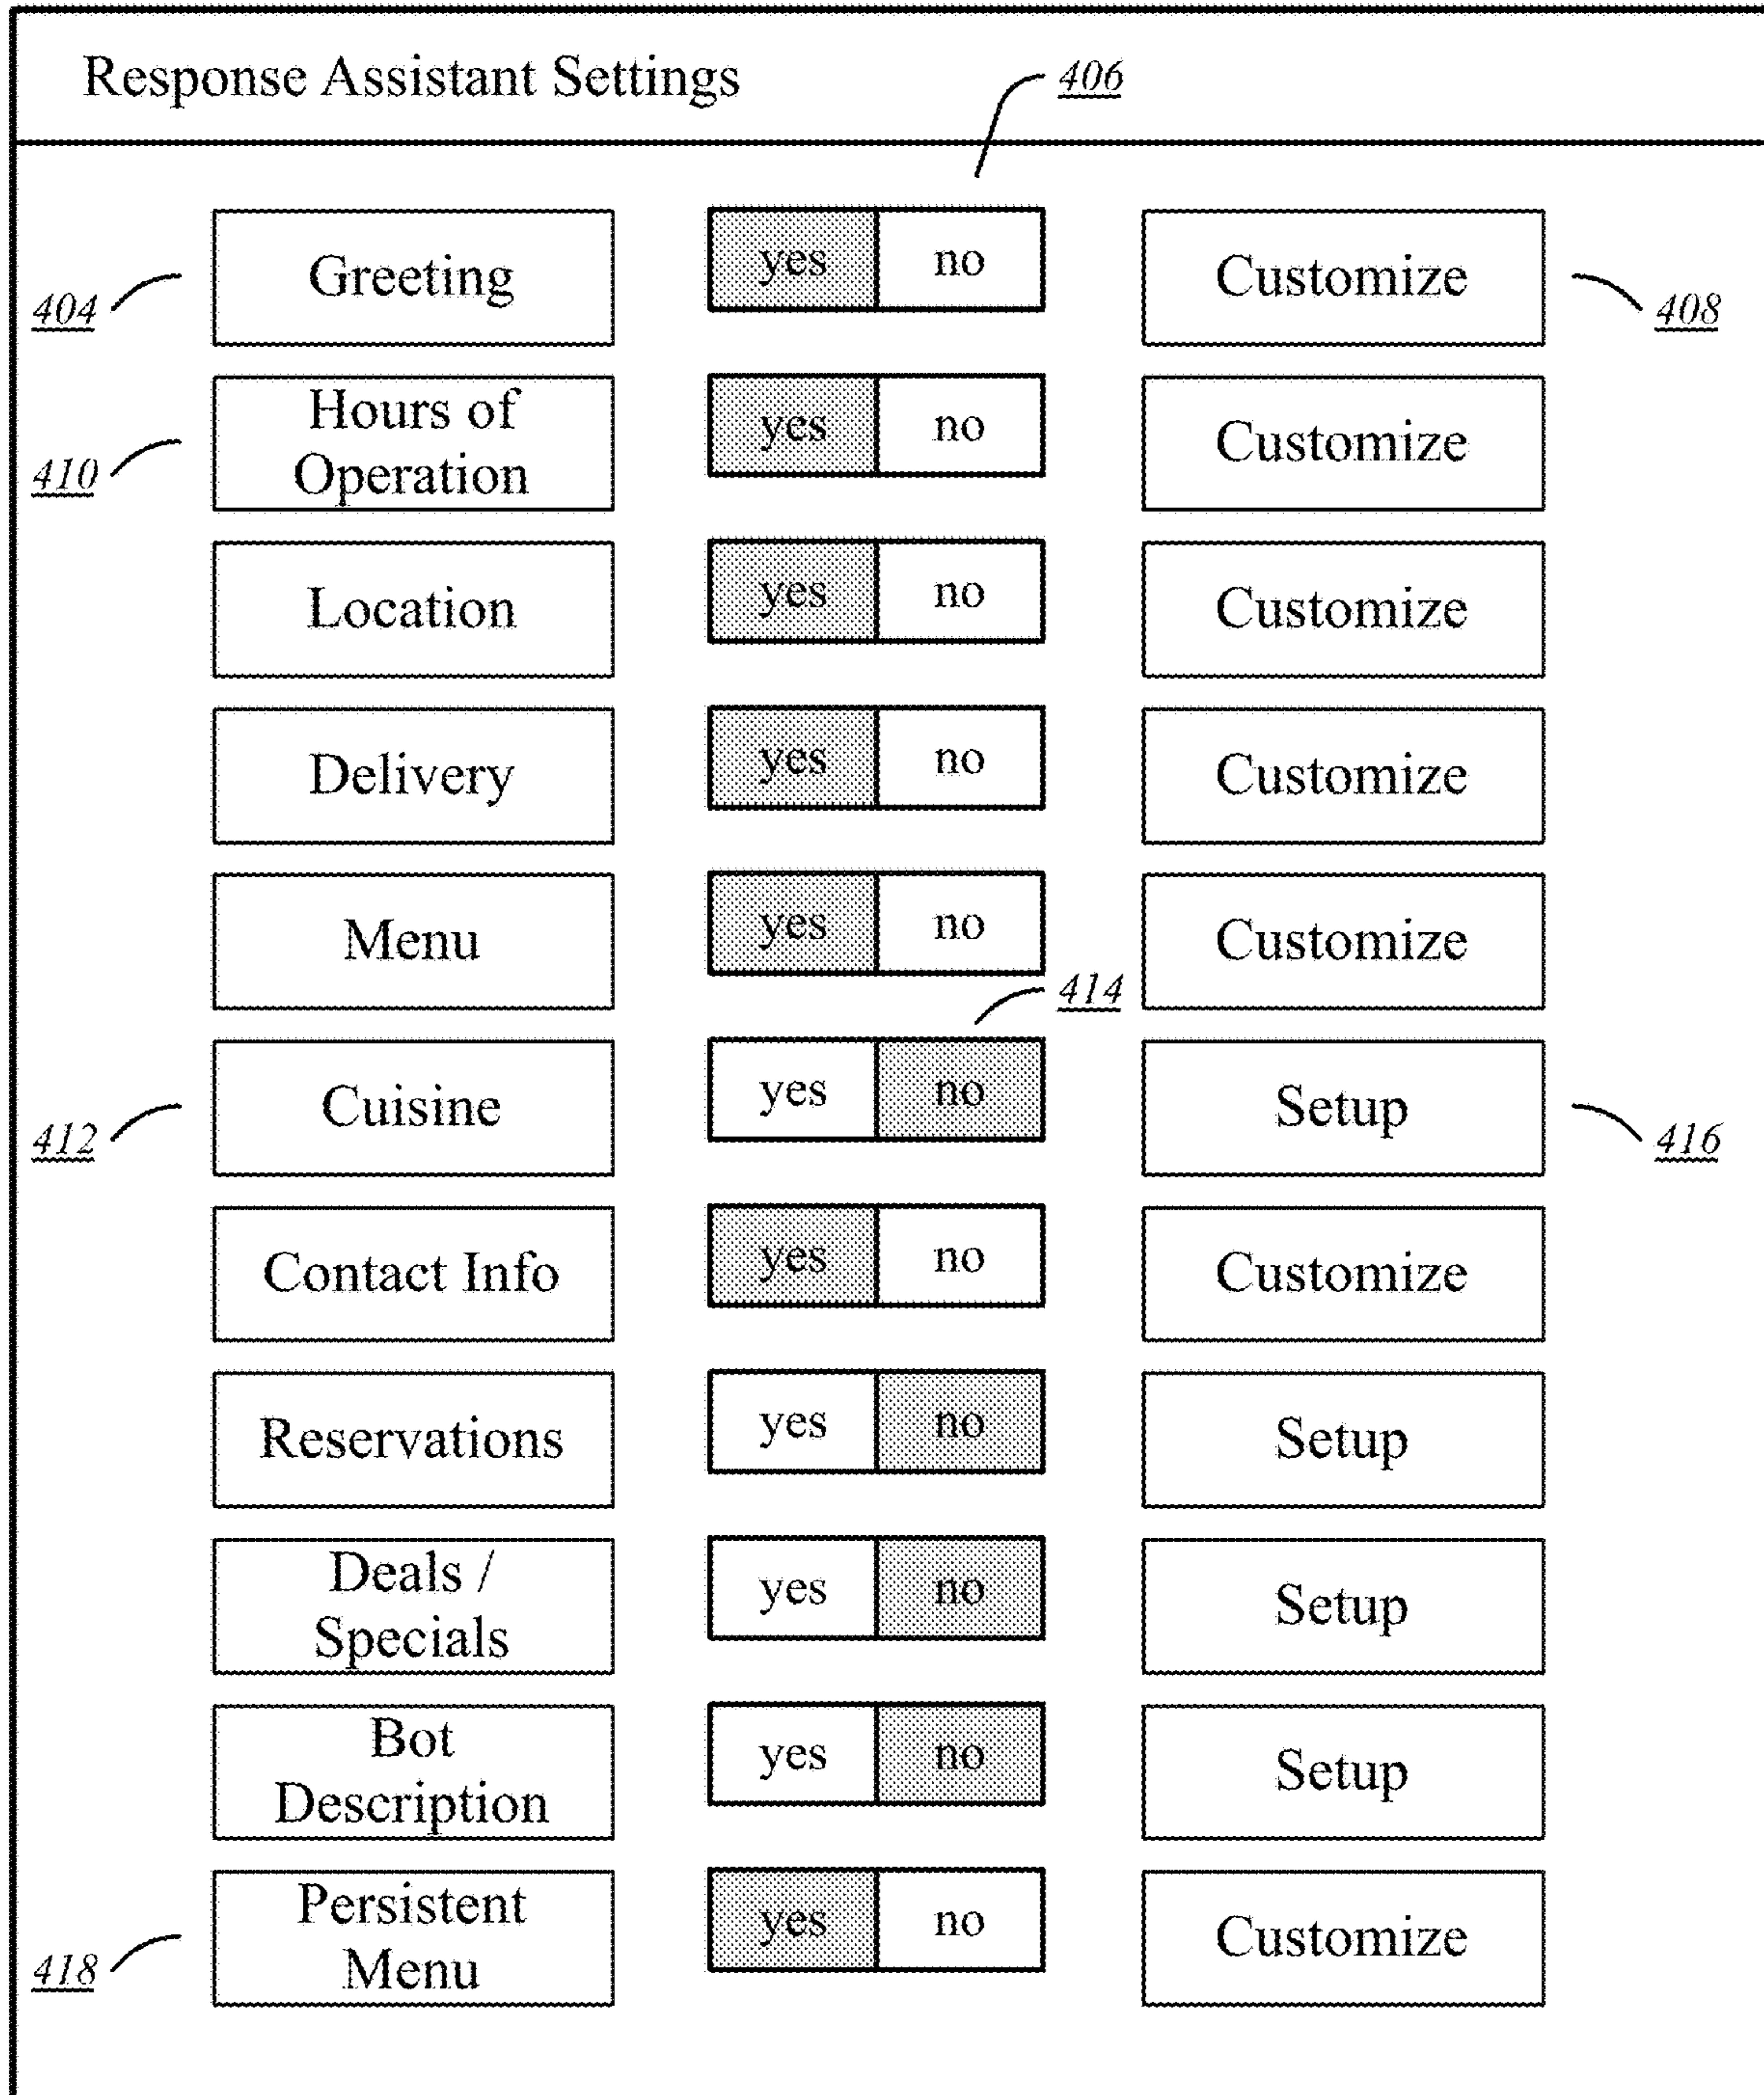 Response Assistant Settings
406
404
Greeting
yes no
Customize
408
410
Hours of
Operation
yes no
Customize
Location
yes no
Customize
Delivery
yes no
Customize
Menu
yes no
Customize
414
412
Cuisine
yes no
Setup
416
Contact Info
yes no
Customize
Reservations
yes no
Setup
Deals /
Specials
yes no
Setup
Bot
Description
yes no
Setup
418
Persistent
Menu
yes no
Customize